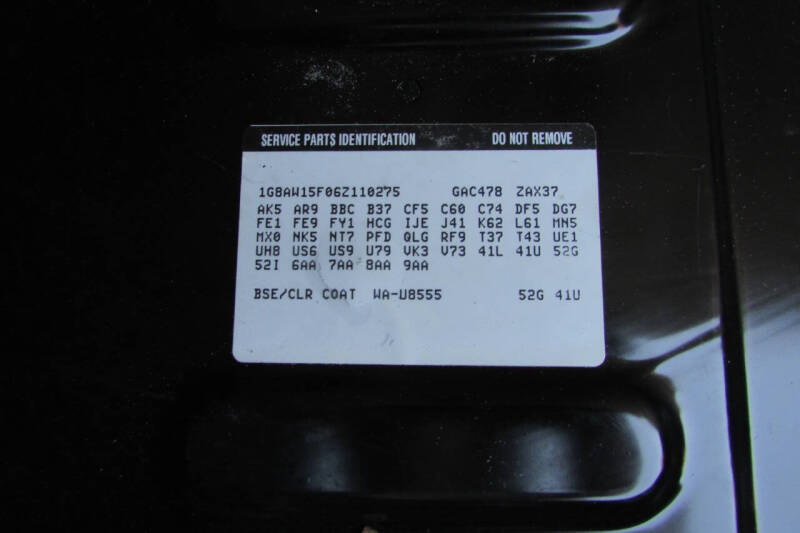 SERVICE PARTS IDENTIFICATION DO NOT REMOVE
1G8AW15F06Z110275 GAC478 ZAX37
AK5 AR9 BBC B37 CF5 C60 C74 DF5 DG7
FE1 FE9 FY1 HCG IJE J41 K62 L61 MN5
MX0 NK5 NT7 PFD QLG RF9 T37 T43 UE1
UH8 US6 US9 U79 VK3 V73 41L 41U 52G
52I 6AA 7AA 8AA 9AA
BSE/CLR COAT WA-U8555 52G 41U